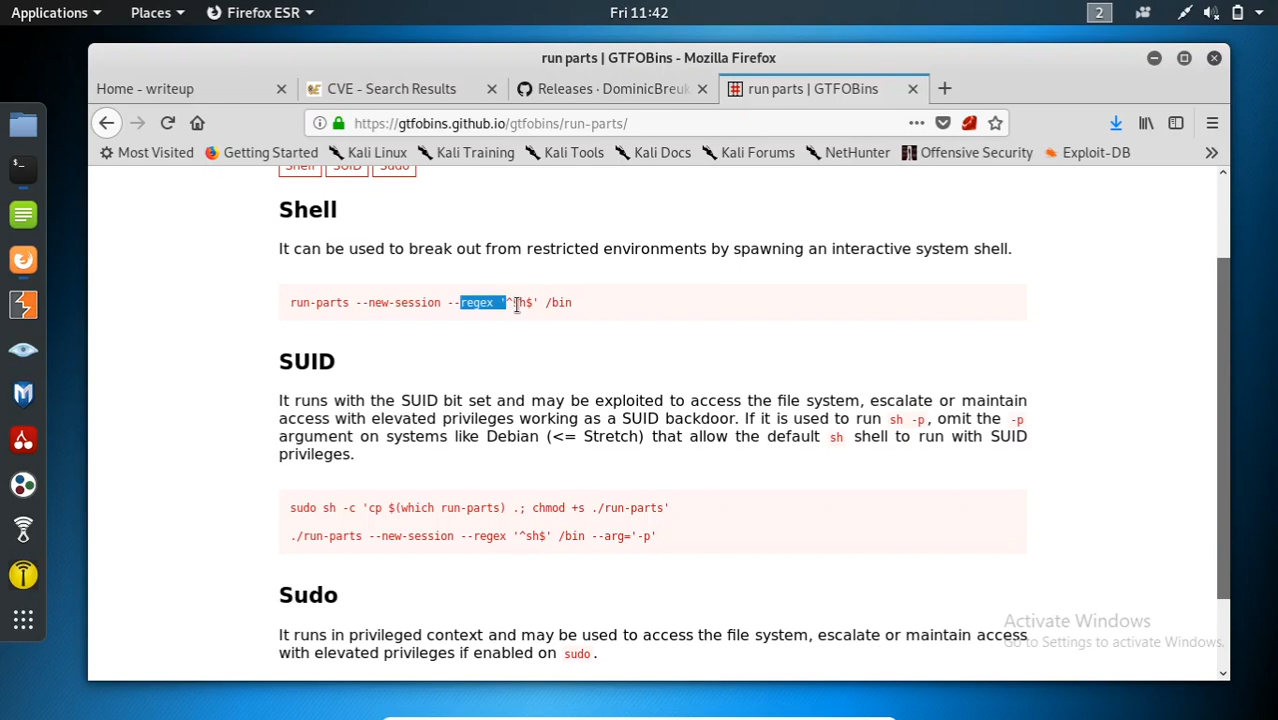 Applications Places Firefox ESR Fri 11:42 2
run parts | GTFOBins - Mozilla Firefox
Home - writeup CVE - Search Results Releases · DominicBreuk run parts | GTFOBins
https://gtfobins.github.io/gtfobins/run-parts/
Most Visited Getting Started Kali Linux Kali Training Kali Tools Kali Docs Kali Forums NetHunter Offensive Security Exploit-DB
Shell SUID Sudo
Shell
It can be used to break out from restricted environments by spawning an interactive system shell.
run-parts --new-session --regex '^sh$' /bin
SUID
It runs with the SUID bit set and may be exploited to access the file system, escalate or maintain
access with elevated privileges working as a SUID backdoor. If it is used to run sh -p, omit the -p
argument on systems like Debian (<= Stretch) that allow the default sh shell to run with SUID
privileges.
sudo sh -c 'cp $(which run-parts) .; chmod +s ./run-parts'
./run-parts --new-session --regex '^sh$' /bin --arg='-p'
Sudo
It runs in privileged context and may be used to access the file system, escalate or maintain access
with elevated privileges if enabled on sudo.
Activate Windows
Go to Settings to activate Windows.